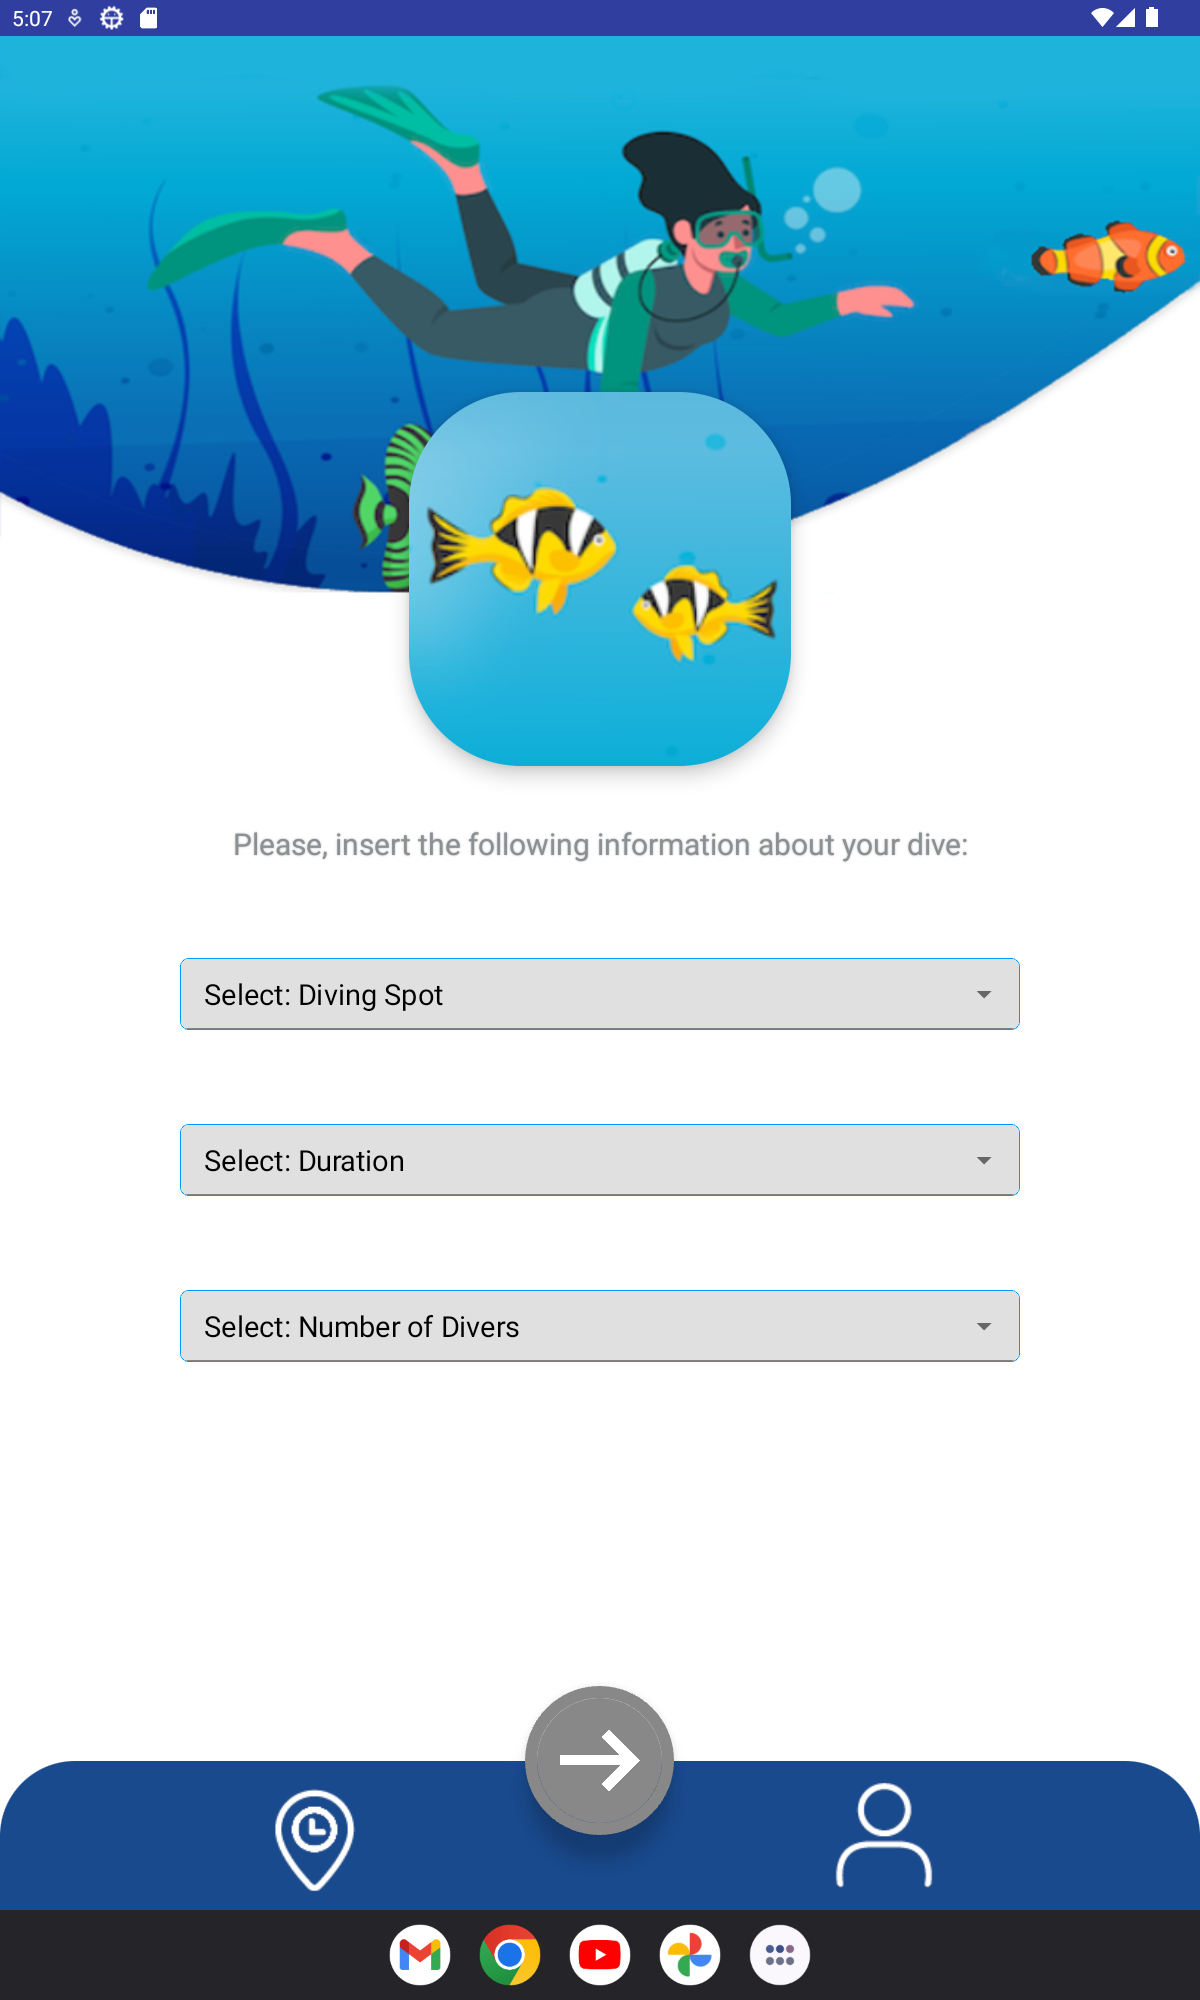 5:07
Please, insert the following information about your dive:
Select: Diving Spot
Select: Duration
Select: Number of Divers